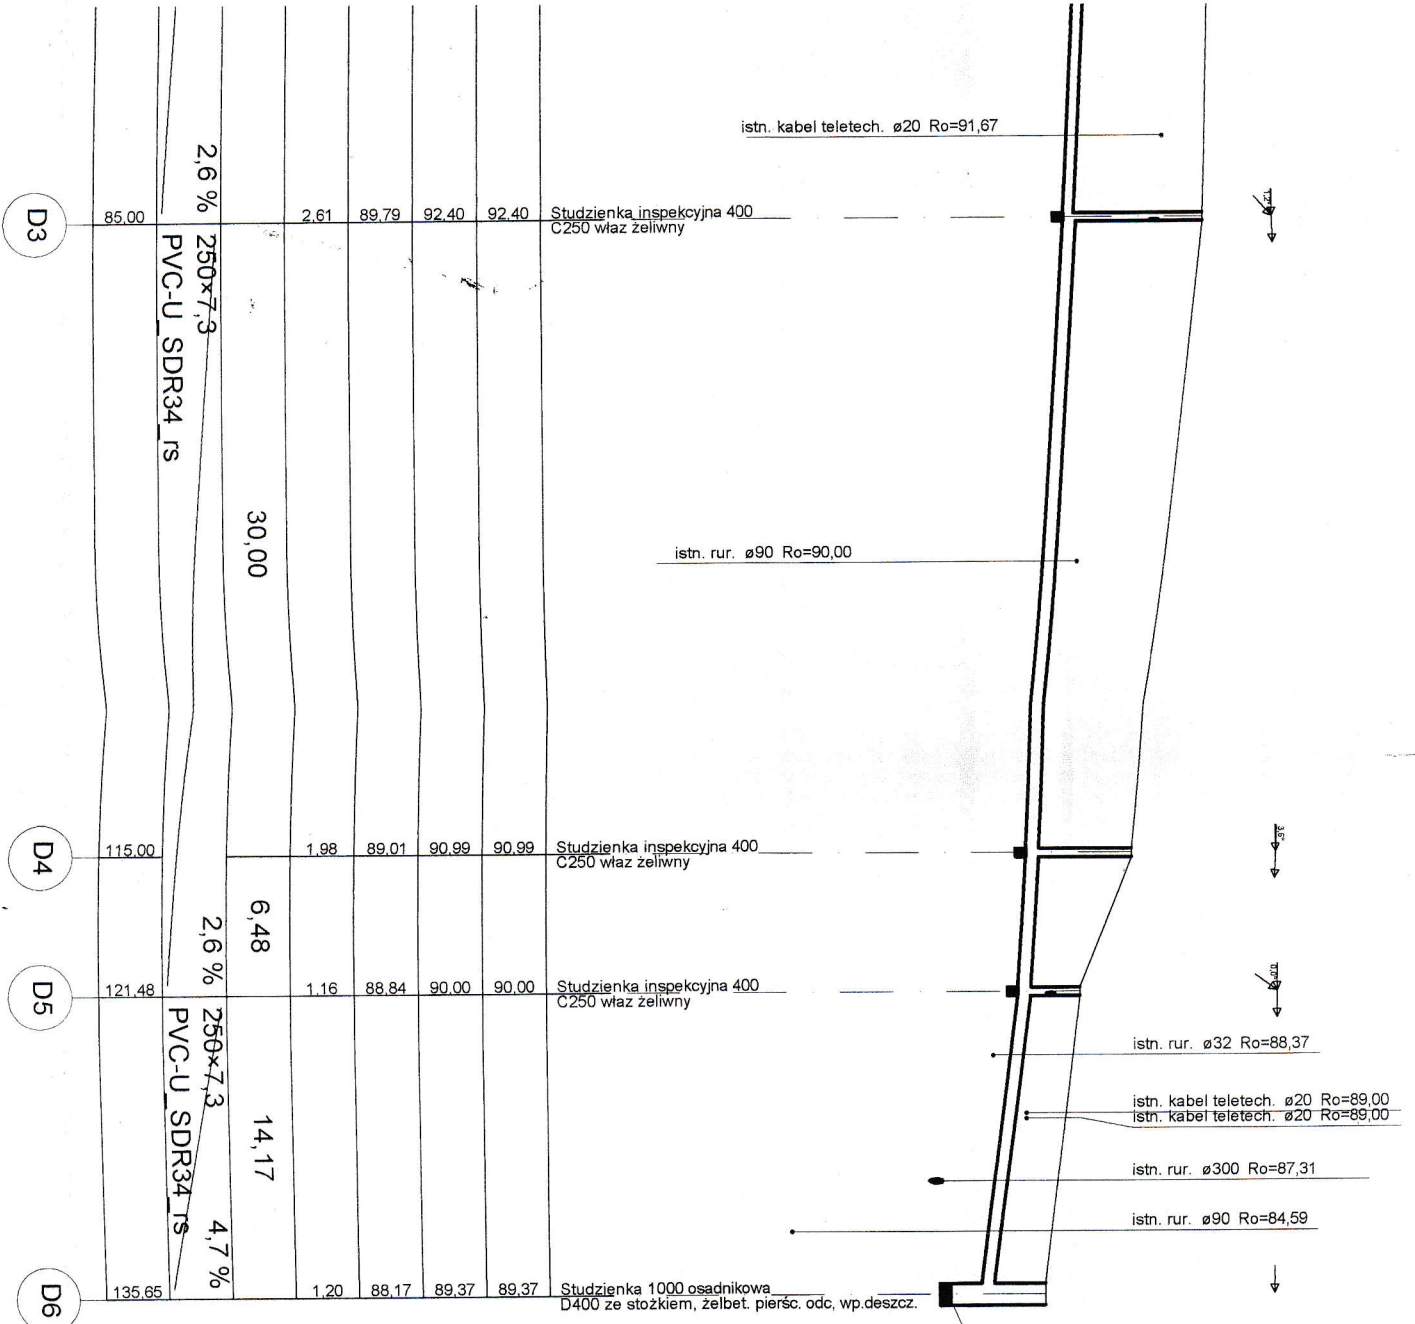 istn. kabel teletech. ø20 Ro=91,67
2,6 %
D3
85,00
2,61
89,79
92,40
92,40
Studzienka inspekcyjna 400
C250 właz żeliwny
250×7,3
PVC-U_SDR34_rs
30,00
istn. rur. ø90 Ro=90,00
D4
115,00
1,98
89,01
90,99
90,99
Studzienka inspekcyjna 400
C250 właz żeliwny
6,48
2,6 %
D5
121,48
1,16
88,84
90,00
90,00
Studzienka inspekcyjna 400
C250 właz żeliwny
250×7,3
PVC-U_SDR34_rs
14,17
4,7 %
istn. rur. ø32 Ro=88,37
istn. kabel teletech. ø20 Ro=89,00
istn. kabel teletech. ø20 Ro=89,00
istn. rur. ø300 Ro=87,31
istn. rur. ø90 Ro=84,59
D6
135,65
1,20
88,17
89,37
89,37
Studzienka 1000 osadnikowa
D400 ze stożkiem, żelbet. pierśc. odc, wp.deszcz.